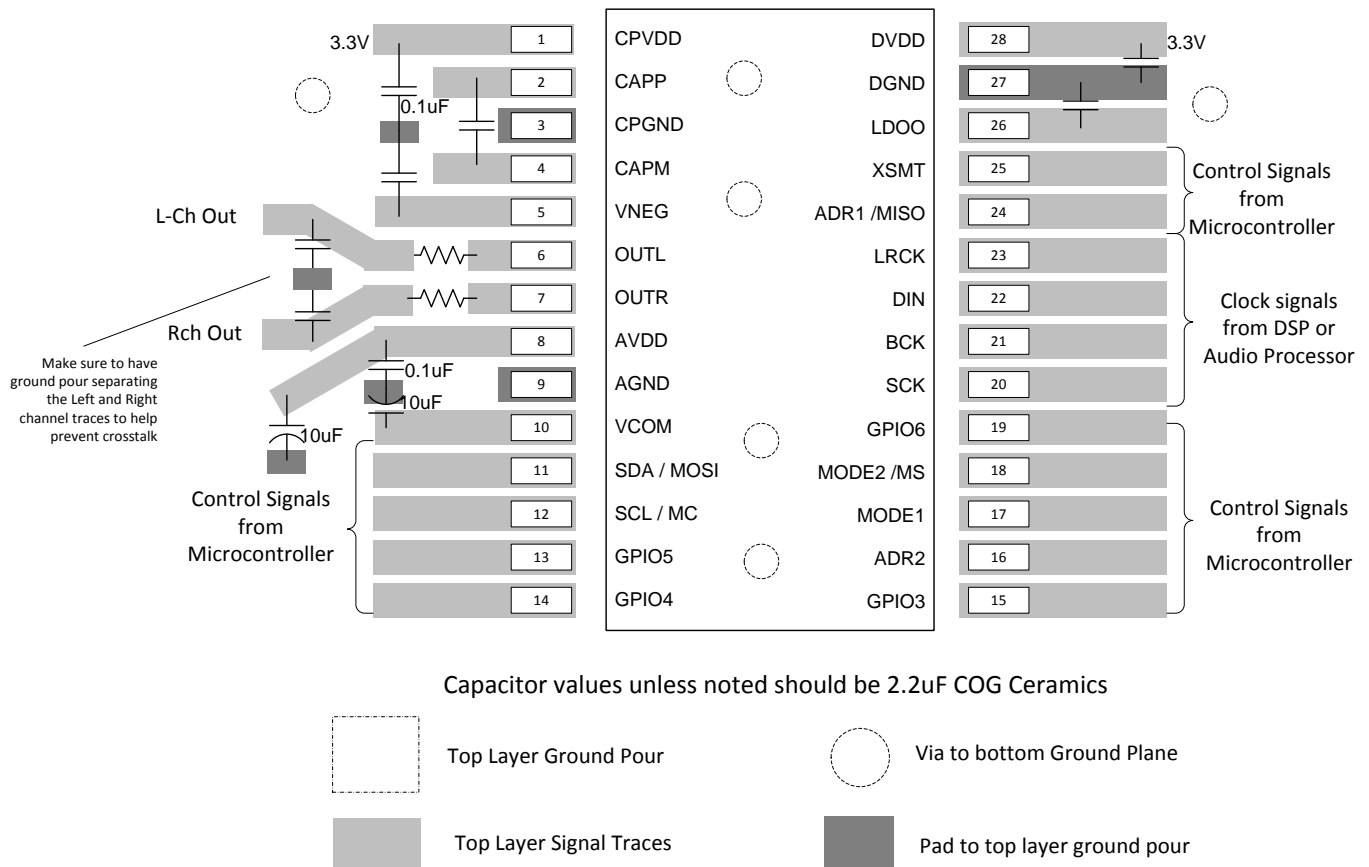 3.3V 1 CPVDD DVDD 28 3.3V
2 CAPP DGND 27
0.1uF 3 CPGND LDOO 26
4 CAPM XSMT 25
5 VNEG ADR1 /MISO 24
Control Signals
from
Microcontroller
L-Ch Out
6 OUTL LRCK 23
7 OUTR DIN 22
Rch Out
8 AVDD BCK 21
Clock signals
from DSP or
Audio Processor
Make sure to have
ground pour separating
the Left and Right
channel traces to help
prevent crosstalk
0.1uF
9 AGND SCK 20
10uF
10uF
10 VCOM GPIO6 19
11 SDA / MOSI MODE2 /MS 18
12 SCL / MC MODE1 17
13 GPIO5 ADR2 16
14 GPIO4 GPIO3 15
Control Signals
from
Microcontroller
Control Signals
from
Microcontroller
Capacitor values unless noted should be 2.2uF COG Ceramics
Top Layer Ground Pour
Via to bottom Ground Plane
Top Layer Signal Traces
Pad to top layer ground pour